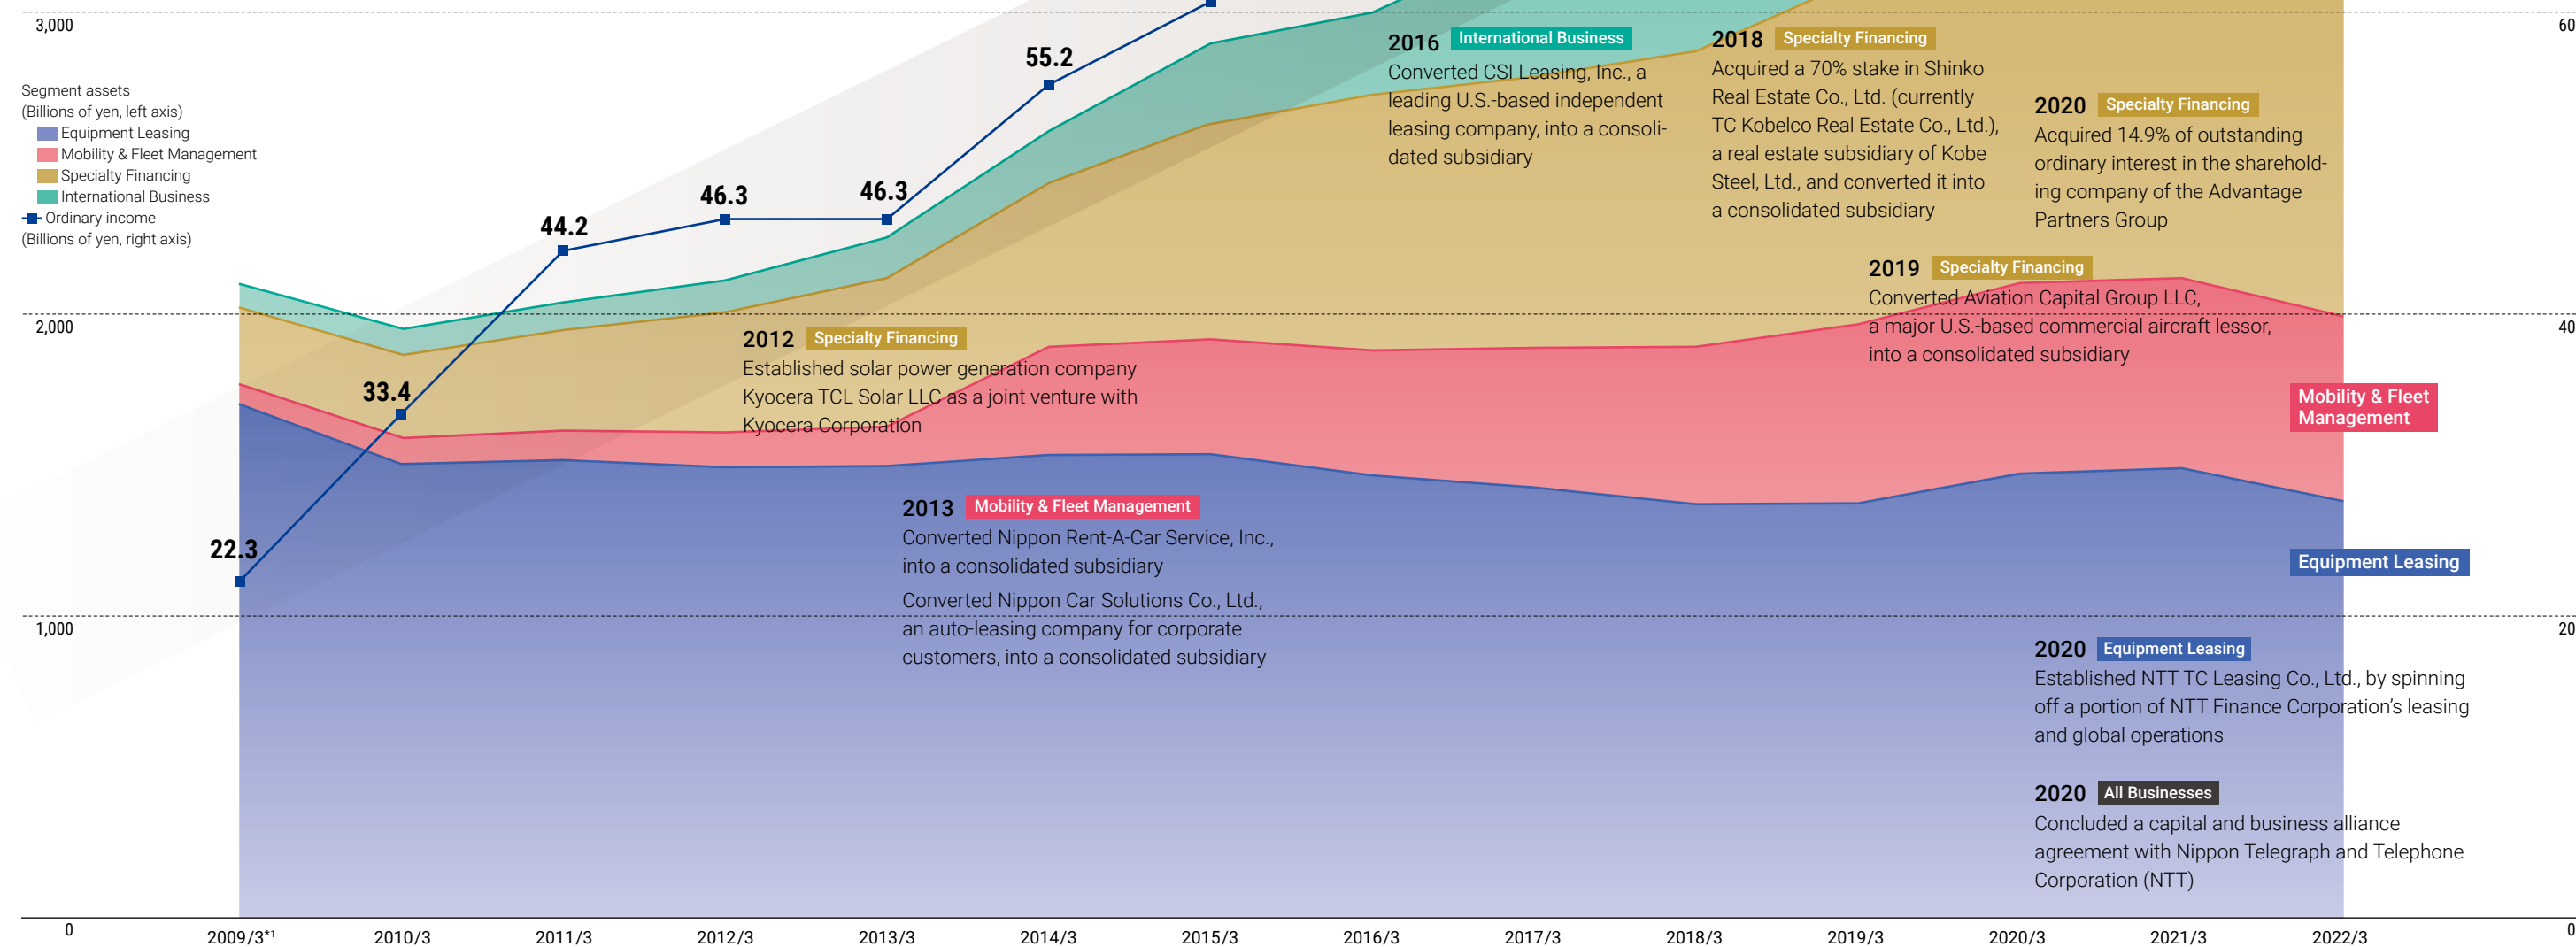 3,000
60
Segment assets
(Billions of yen, left axis)
Equipment Leasing
Mobility & Fleet Management
Specialty Financing
International Business
Ordinary income
(Billions of yen, right axis)
2,000
40
1,000
20
0
0
22.3
33.4
44.2
46.3
46.3
55.2
2012 Specialty Financing
Established solar power generation company
Kyocera TCL Solar LLC as a joint venture with
Kyocera Corporation
2013 Mobility & Fleet Management
Converted Nippon Rent-A-Car Service, Inc.,
into a consolidated subsidiary
Converted Nippon Car Solutions Co., Ltd.,
an auto-leasing company for corporate
customers, into a consolidated subsidiary
2016 International Business
Converted CSI Leasing, Inc., a
leading U.S.-based independent
leasing company, into a consoli-
dated subsidiary
2018 Specialty Financing
Acquired a 70% stake in Shinko
Real Estate Co., Ltd. (currently
TC Kobelco Real Estate Co., Ltd.),
a real estate subsidiary of Kobe
Steel, Ltd., and converted it into
a consolidated subsidiary
2020 Specialty Financing
Acquired 14.9% of outstanding
ordinary interest in the sharehold-
ing company of the Advantage
Partners Group
2019 Specialty Financing
Converted Aviation Capital Group LLC,
a major U.S.-based commercial aircraft lessor,
into a consolidated subsidiary
Mobility & Fleet
Management
Equipment Leasing
2020 Equipment Leasing
Established NTT TC Leasing Co., Ltd., by spinning
off a portion of NTT Finance Corporation’s leasing
and global operations
2020 All Businesses
Concluded a capital and business alliance
agreement with Nippon Telegraph and Telephone
Corporation (NTT)
2009/3*1
2010/3
2011/3
2012/3
2013/3
2014/3
2015/3
2016/3
2017/3
2018/3
2019/3
2020/3
2021/3
2022/3